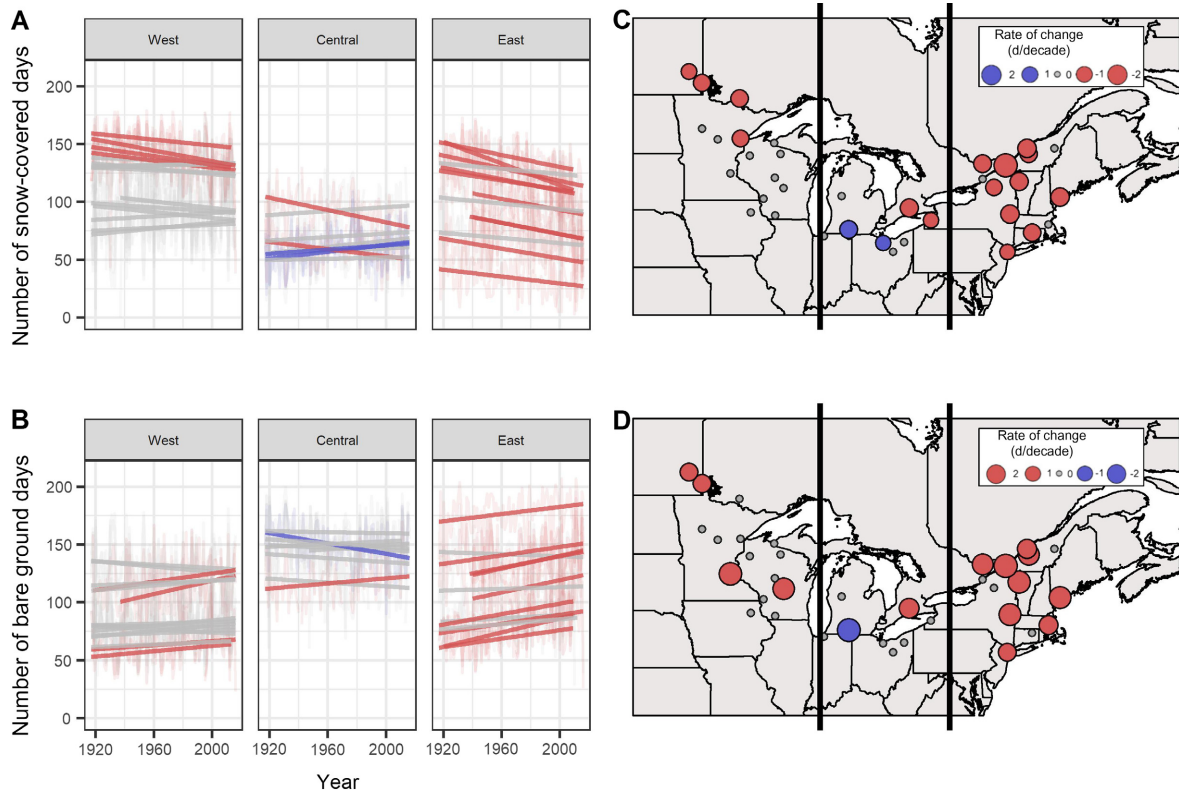 A
West
Central
East
Number of snow-covered days
200
150
100
50
0
C
Rate of change
(d/decade)
2 1 0 -1 -2
B
West
Central
East
Number of bare ground days
200
150
100
50
0
1920 1960 2000
1920 1960 2000
1920 1960 2000
Year
D
Rate of change
(d/decade)
2 1 0 -1 -2